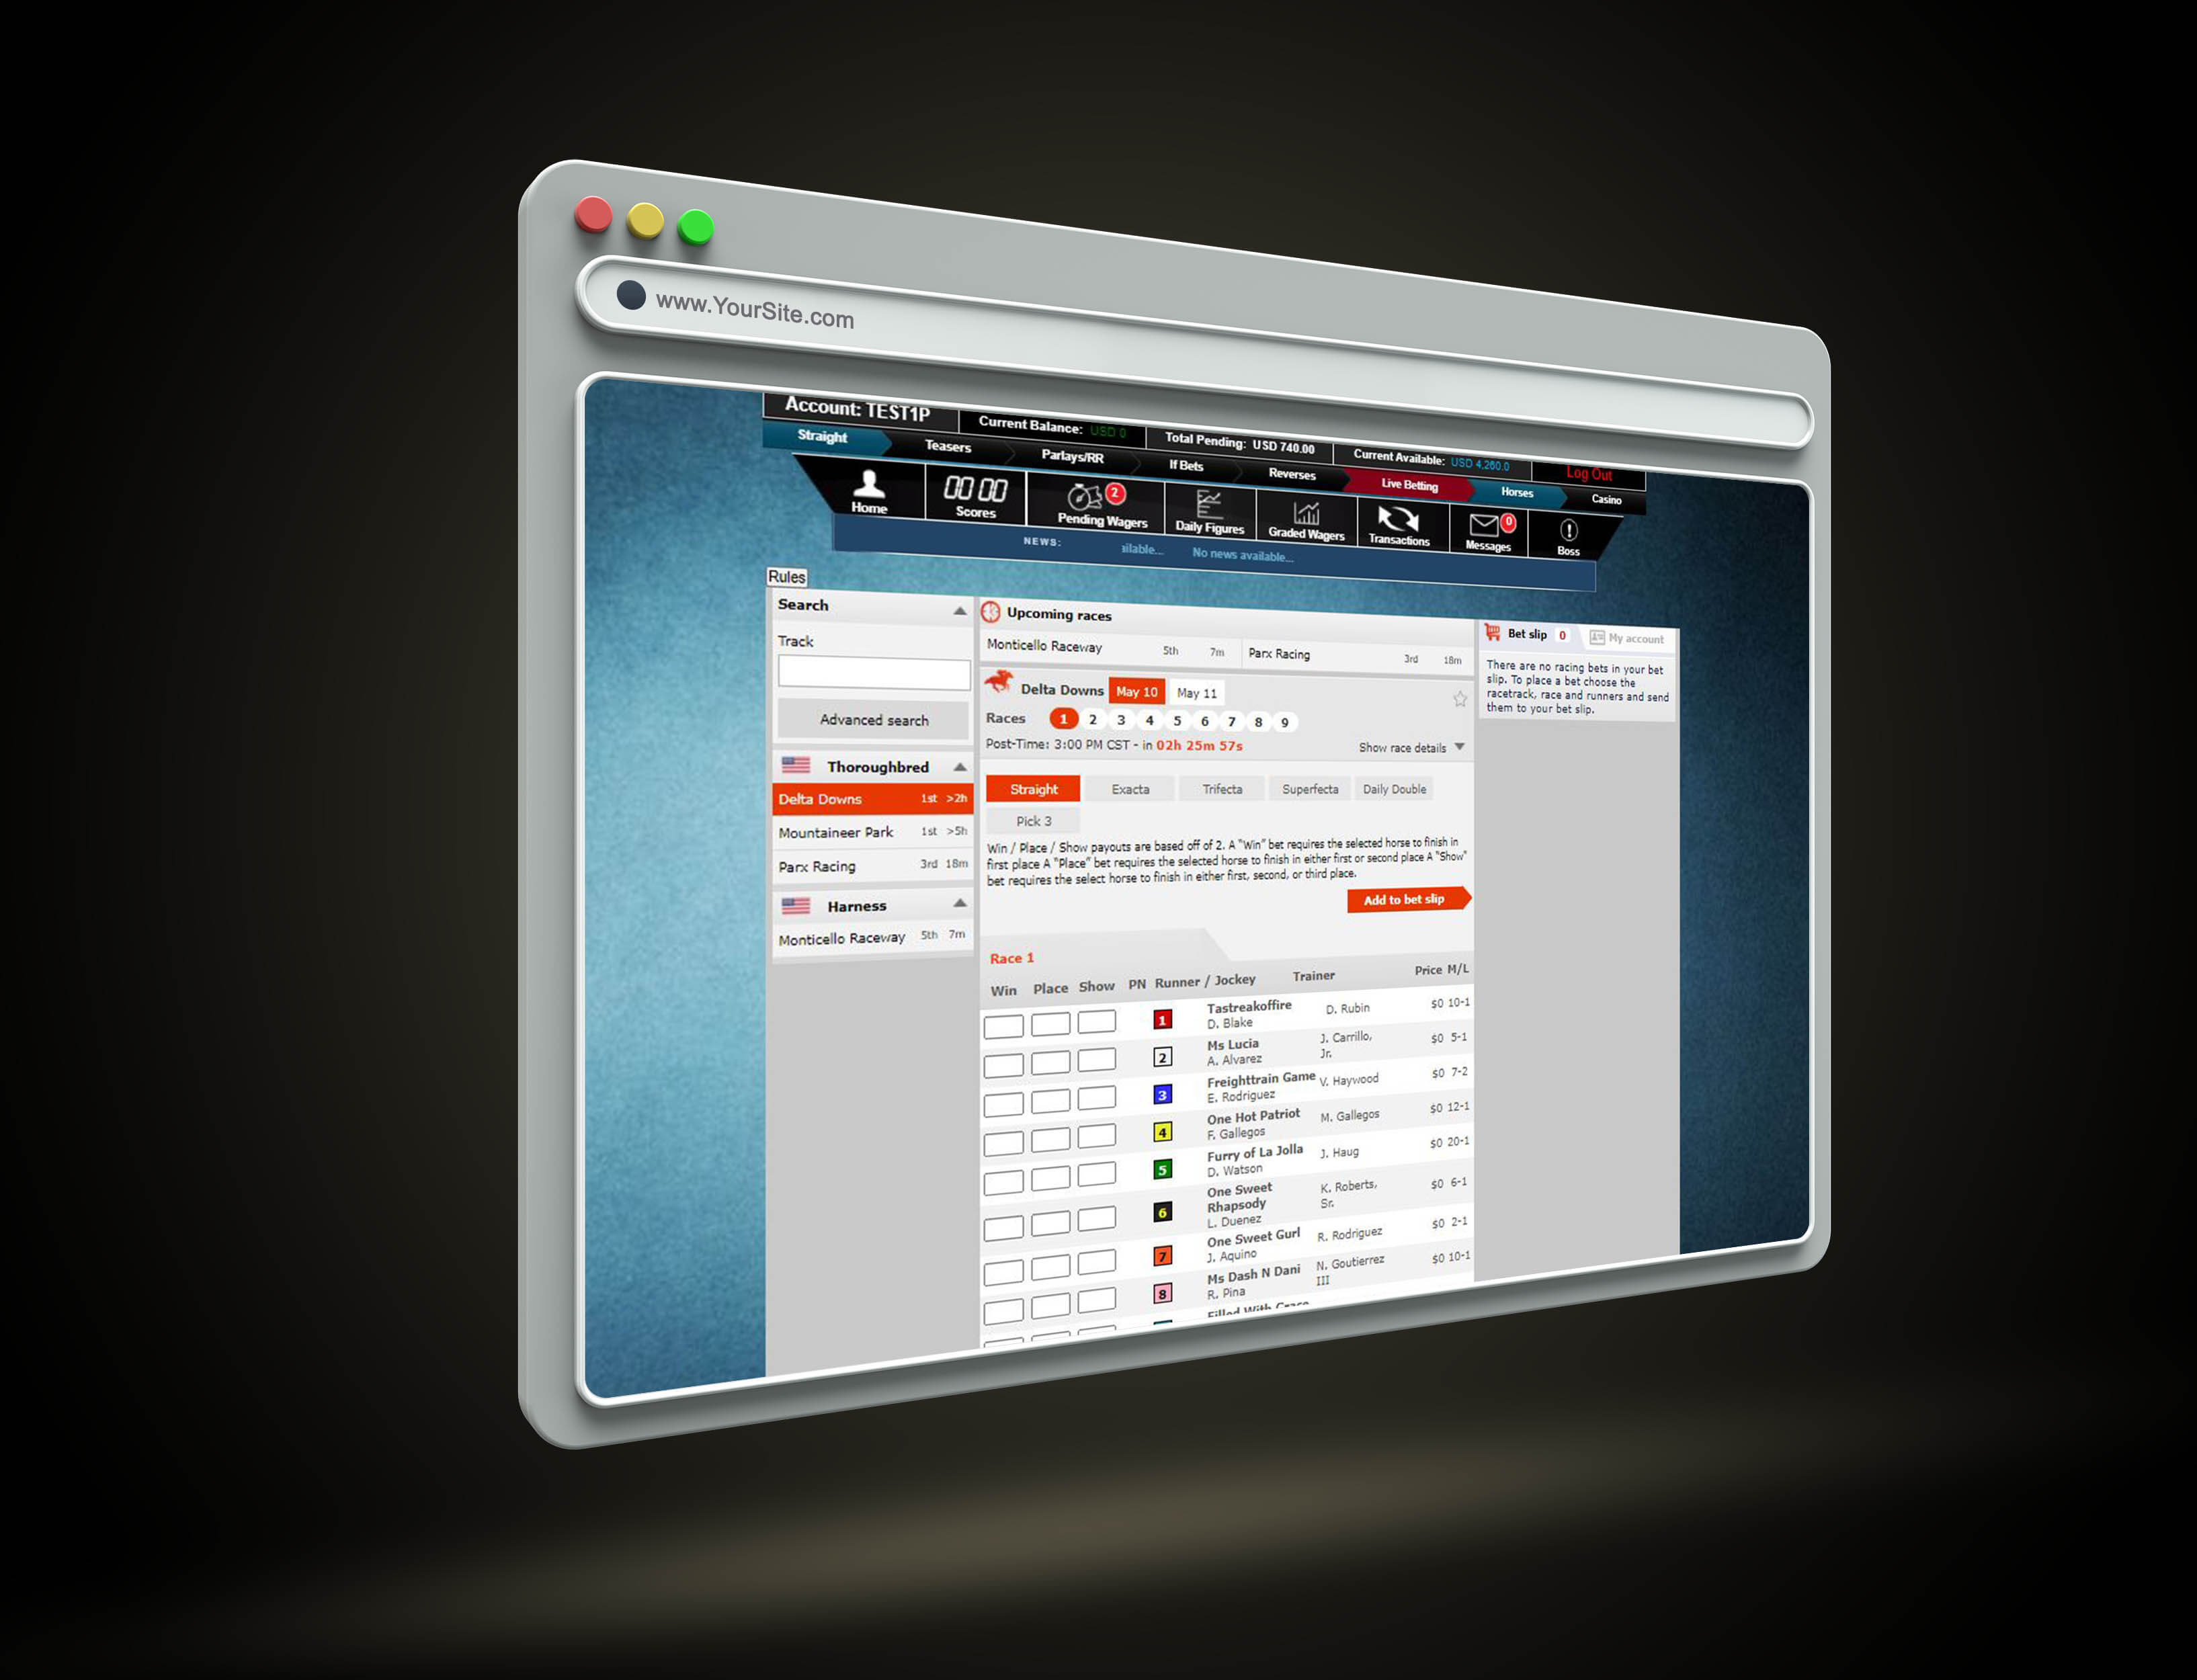 www.YourSite.com
Account: TEST1P
Current Balance: USD 0
Total Pending: USD 740.00
Current Available: USD 4,260.0
Log Out
Straight
Teasers
Parlays/RR
If Bets
Reverses
Live Betting
Horses
Casino
Home
00 00
Scores
2
Pending Wagers
Daily Figures
Graded Wagers
Transactions
0
Messages
Boss
NEWS: ailable... No news available...
Rules
Search
Track
Advanced search
Thoroughbred
Delta Downs 1st >2h
Mountaineer Park 1st >5h
Parx Racing 3rd 18m
Harness
Monticello Raceway 5th 7m
Upcoming races
Monticello Raceway 5th 7m Parx Racing 3rd 18m
Delta Downs May 10 May 11
Races 1 2 3 4 5 6 7 8 9
Post-Time: 3:00 PM CST - in 02h 25m 57s
Show race details
Straight Exacta Trifecta Superfecta Daily Double
Pick 3
Win / Place / Show payouts are based off of 2. A "Win" bet requires the selected horse to finish in
first place A "Place" bet requires the selected horse to finish in either first or second place A "Show"
bet requires the select horse to finish in either first, second, or third place.
Add to bet slip
Race 1
Win Place Show PN Runner / Jockey Trainer Price M/L
1 Tastreakoffire D. Rubin $0 10-1
D. Blake
2 Ms Lucia J. Carrillo, $0 5-1
A. Alvarez Jr.
3 Freighttrain Game V. Haywood $0 7-2
E. Rodriguez
4 One Hot Patriot M. Gallegos $0 12-1
F. Gallegos
5 Furry of La Jolla J. Haug $0 20-1
D. Watson
6 One Sweet K. Roberts, $0 6-1
Rhapsody Sr.
L. Duenez
7 One Sweet Gurl R. Rodriguez $0 2-1
J. Aquino
8 Ms Dash N Dani N. Goutierrez $0 10-1
R. Pina III
Filled With Grace
Bet slip 0 My account
There are no racing bets in your bet
slip. To place a bet choose the
racetrack, race and runners and send
them to your bet slip.